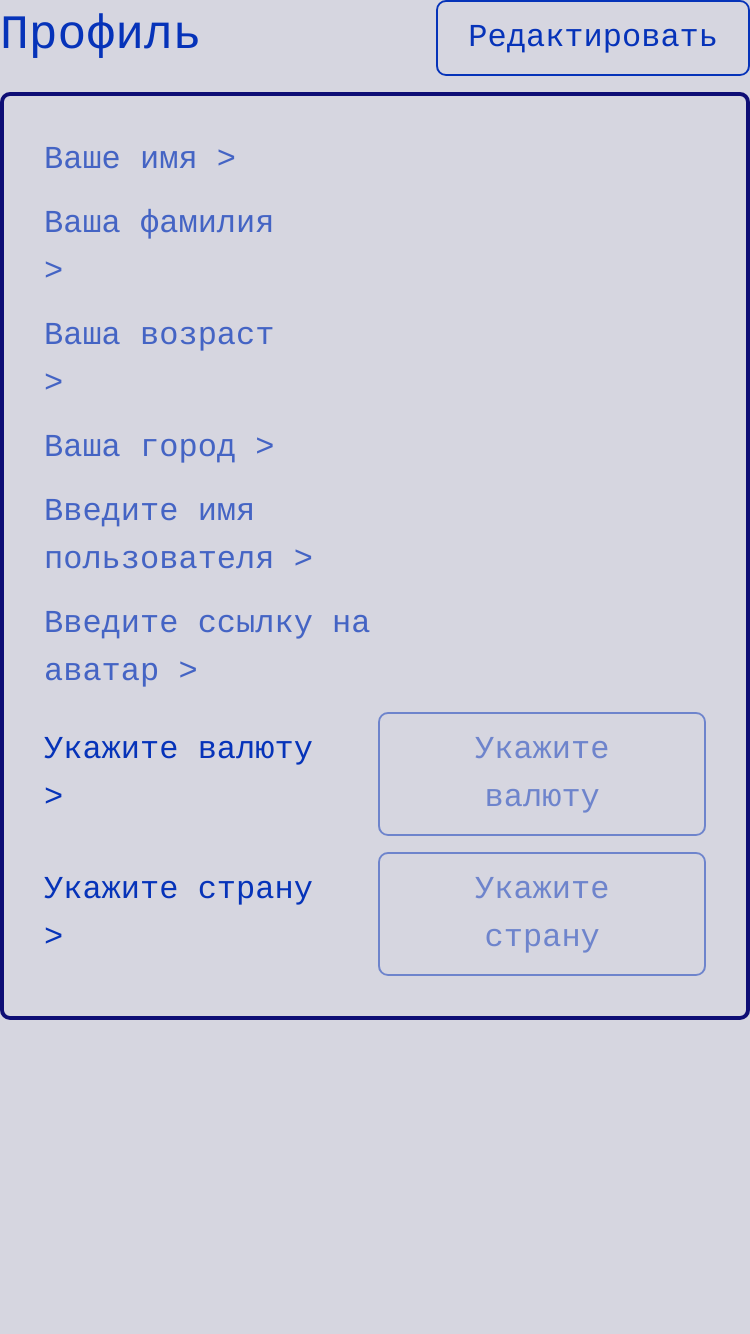 Профиль
Редактировать
Ваше имя >
Ваша фамилия
>
Ваша возраст
>
Ваша город >
Введите имя
пользователя >
Введите ссылку на
аватар >
Укажите валюту
>
Укажите
валюту
Укажите страну
>
Укажите
страну